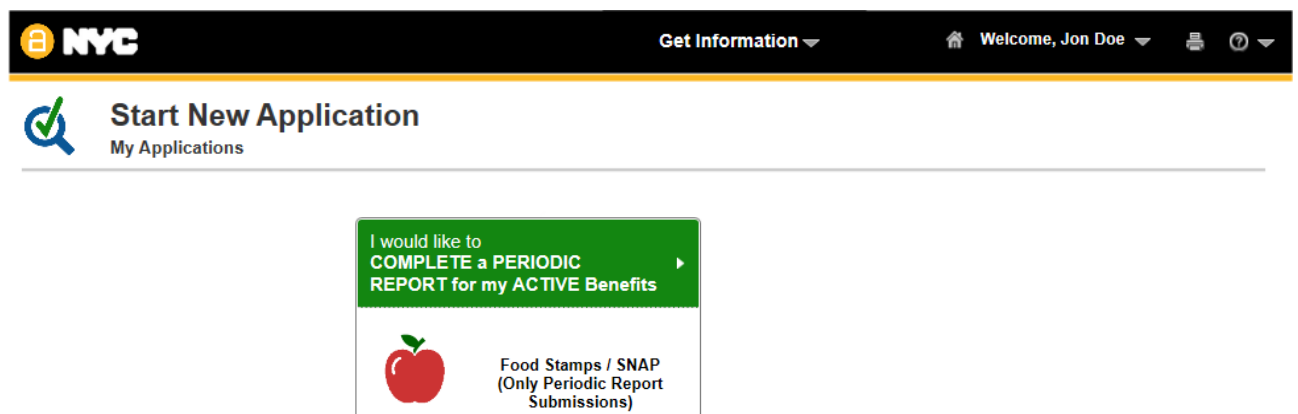 a NYC
Get Information
Welcome, Jon Doe
Start New Application
My Applications
I would like to
COMPLETE a PERIODIC
REPORT for my ACTIVE Benefits
Food Stamps / SNAP
(Only Periodic Report
Submissions)